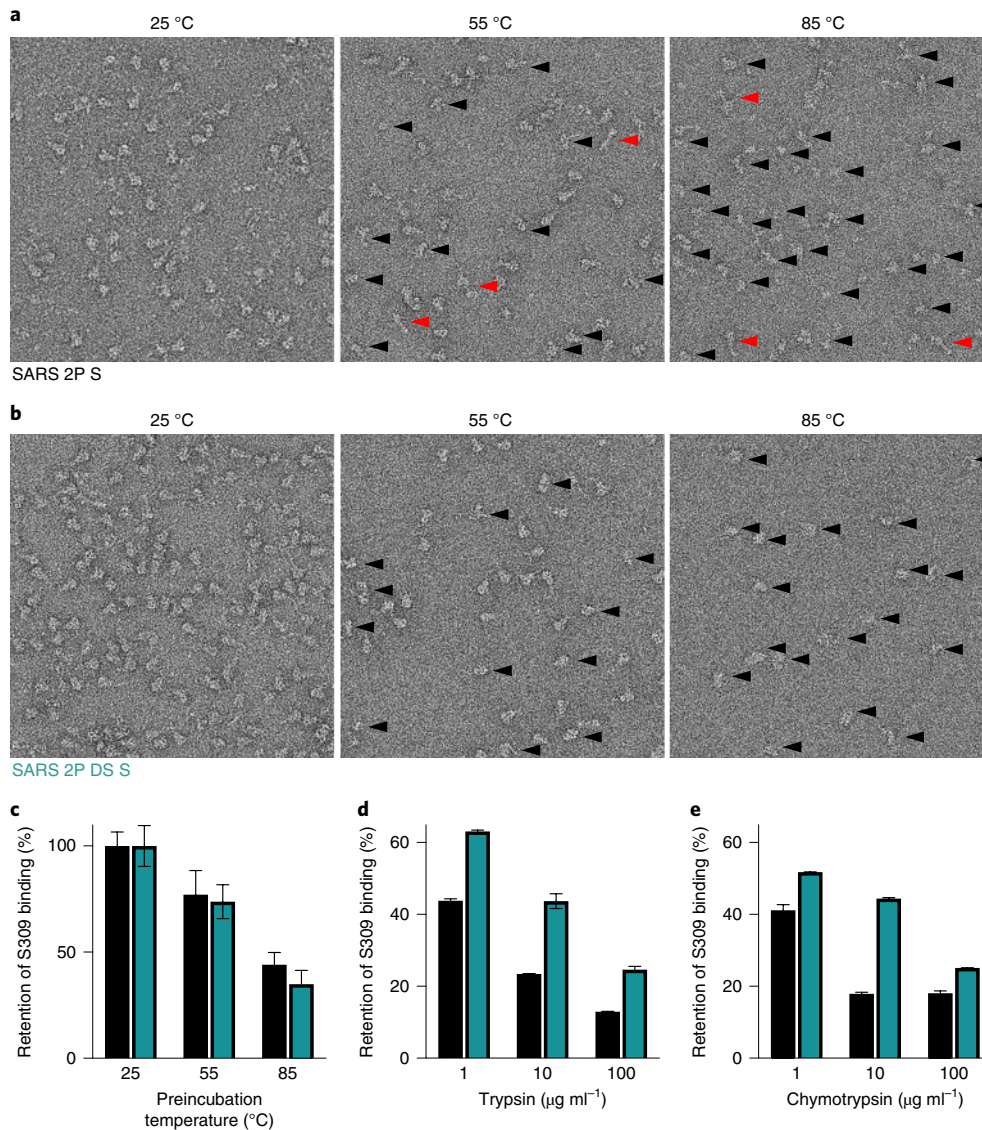 a
25 °C 55 °C 85 °C
SARS 2P S
b
25 °C 55 °C 85 °C
SARS 2P DS S
c
Retention of S309 binding (%)
100
50
0
25 55 85
Preincubation
temperature (°C)
d
Retention of S309 binding (%)
60
40
20
0
1 10 100
Trypsin (μg ml⁻¹)
e
Retention of S309 binding (%)
60
40
20
0
1 10 100
Chymotrypsin (μg ml⁻¹)